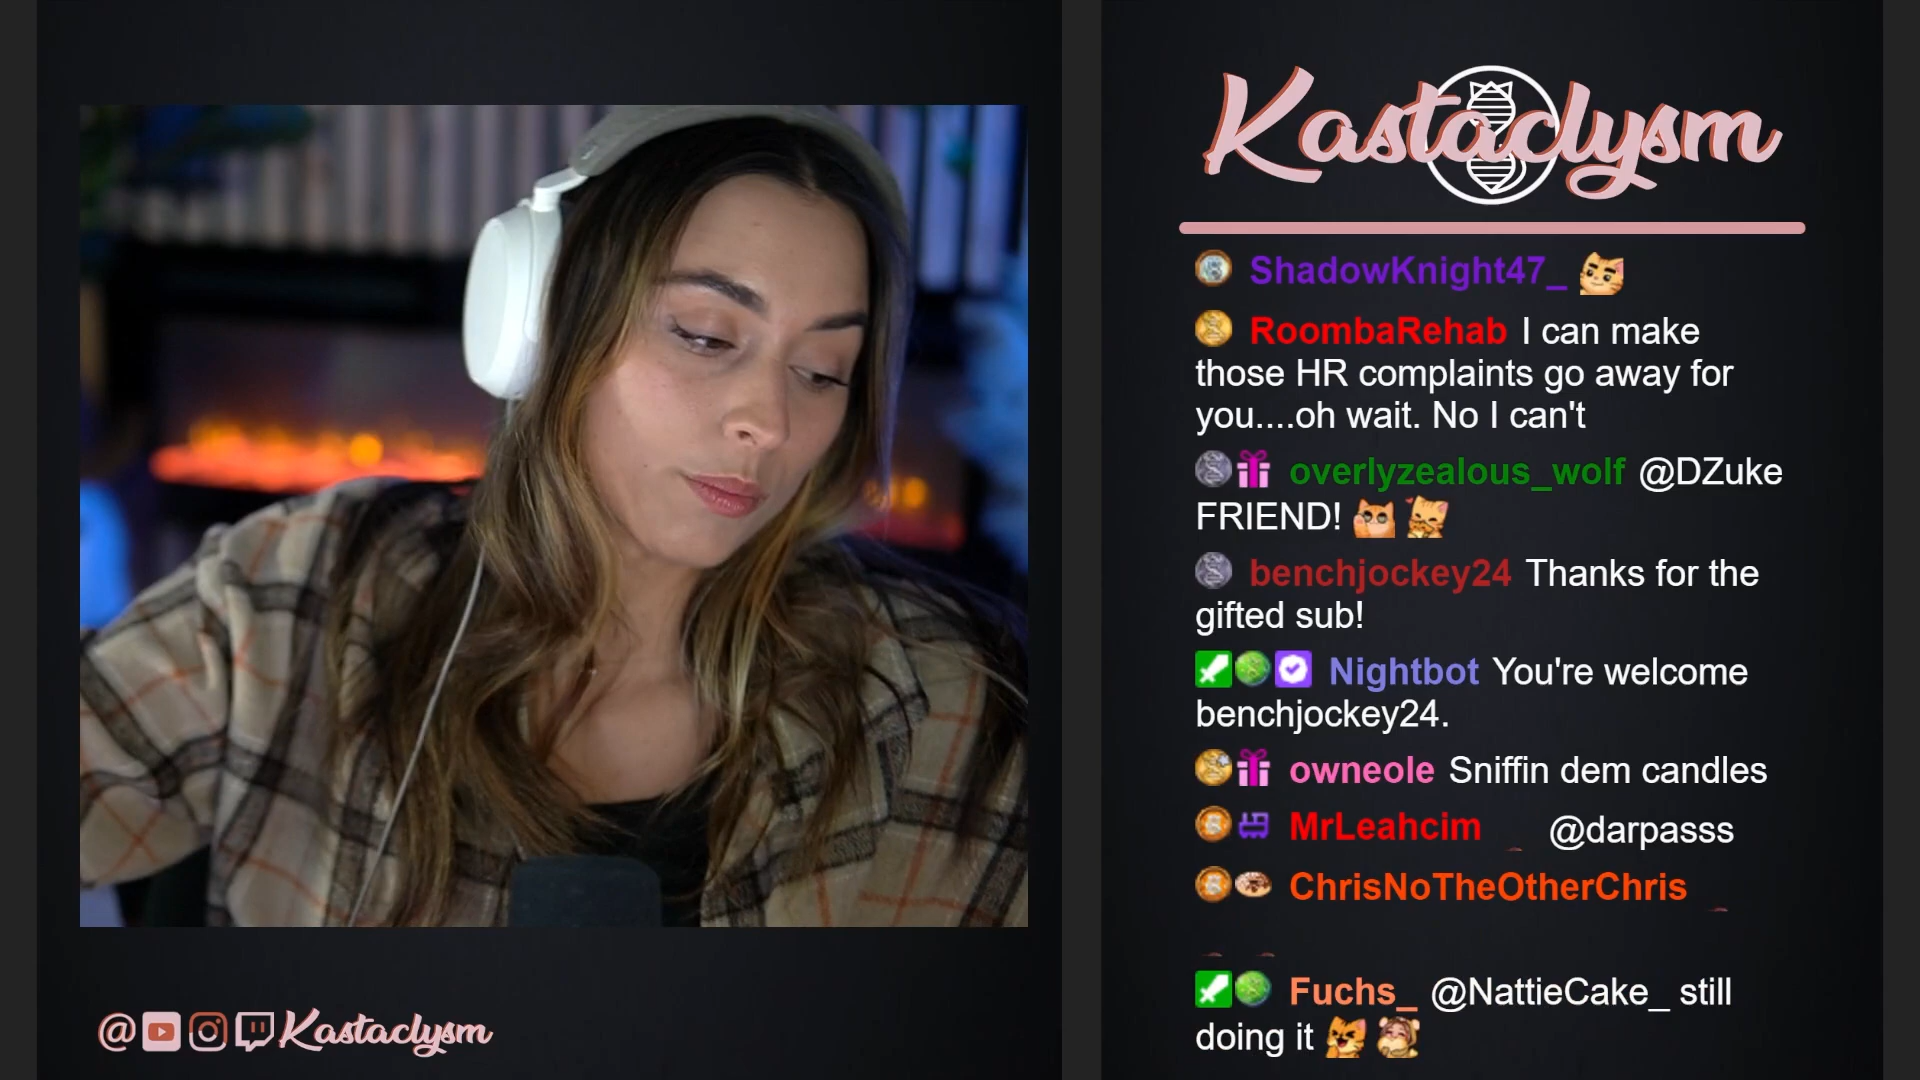 Kastaclysm
ShadowKnight47_
RoombaRehab I can make
those HR complaints go away for
you....oh wait. No I can't
overlyzealous_wolf @DZuke
FRIEND!
benchjockey24 Thanks for the
gifted sub!
Nightbot You're welcome
benchjockey24.
owneole Sniffin dem candles
MrLeahcim @darpasss
ChrisNoTheOtherChris
Fuchs_ @NattieCake_ still
doing it
@ Kastaclysm